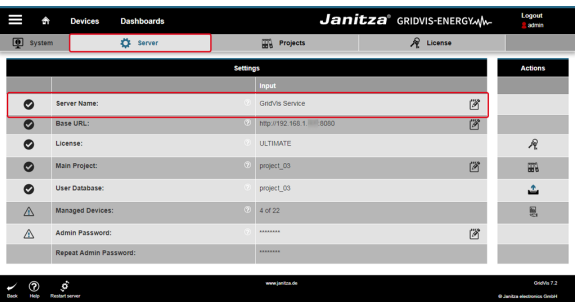 Devices Dashboards Janitza® GRIDVIS-ENERGY Logout
admin
System Server Projects License
Settings Actions
Input
Server Name: GridVis Service
Base URL: http://192.168.1. :8080
License: ULTIMATE
Main Project: project_03
User Database: project_03
Managed Devices: 4 of 22
Admin Password: ********
Repeat Admin Password: ********
www.janitza.de GridVis 7.2
Back Help Restart server © Janitza electronics GmbH